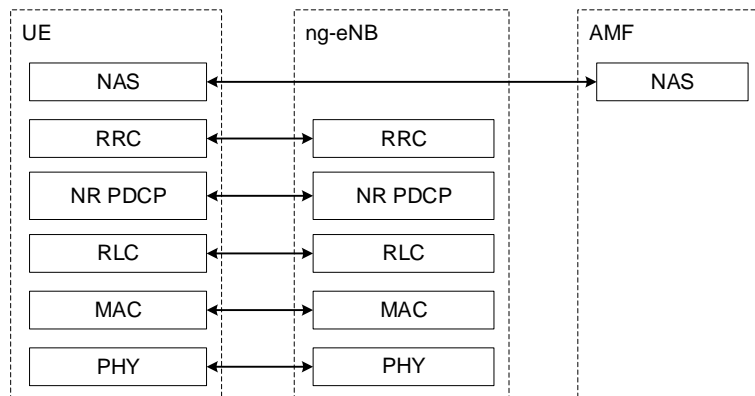 UE
ng-eNB
AMF
NAS
NAS
RRC
RRC
NR PDCP
NR PDCP
RLC
RLC
MAC
MAC
PHY
PHY